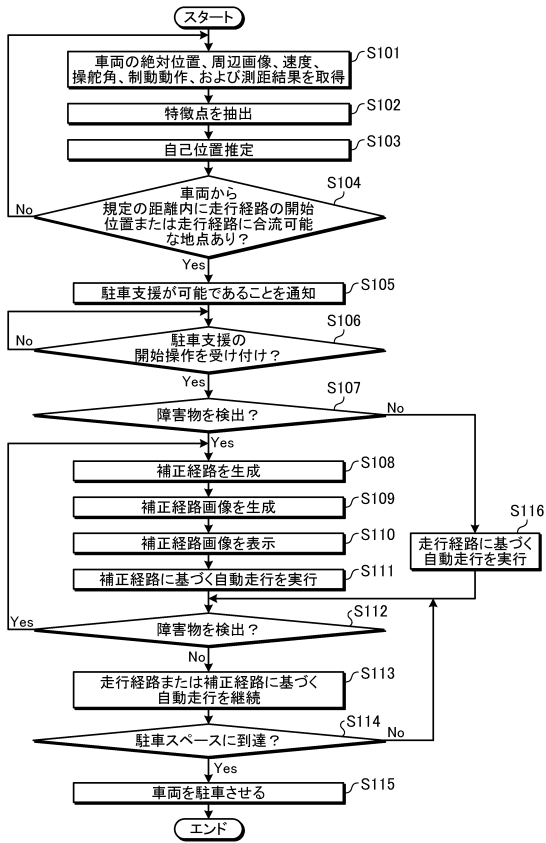 スタート
S101
車両の絶対位置、周辺画像、速度、
操舵角、制動動作、および測距結果を取得
S102
特徴点を抽出
S103
自己位置推定
S104
車両から
規定の距離内に走行経路の開始
位置または走行経路に合流可能
な地点あり？
No
Yes
S105
駐車支援が可能であることを通知
S106
駐車支援の
開始操作を受け付け？
No
Yes
S107
障害物を検出？
No
Yes
S108
補正経路を生成
S109
補正経路画像を生成
S110
補正経路画像を表示
S111
補正経路に基づく自動走行を実行
S116
走行経路に基づく
自動走行を実行
S112
障害物を検出？
Yes
No
S113
走行経路または補正経路に基づく
自動走行を継続
S114
駐車スペースに到達？
No
Yes
S115
車両を駐車させる
エンド